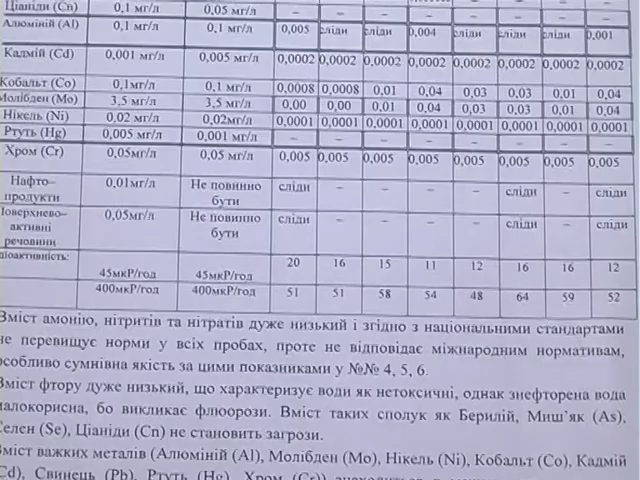 Ціаніди (Cn) 0,1 мг/л 0,05 мг/л – – – – – – – –
Алюміній (Al) 0,1 мг/л 0,1 мг/л 0,005 сліди сліди 0,004 сліди сліди сліди 0,001
Кадмій (Cd) 0,001 мг/л 0,005 мг/л 0,0002 0,0002 0,0002 0,0002 0,0002 0,0002 0,0002 0,0002
Кобальт (Co) 0,1мг/л 0,1 мг/л 0,0008 0,0008 0,01 0,04 0,03 0,03 0,01 0,04
Молібден (Mo) 3,5 мг/л 3,5 мг/л 0,00 0,00 0,01 0,04 0,03 0,03 0,01 0,04
Нікель (Ni) 0,02 мг/л 0,02мг/л 0,0001 0,0001 0,0001 0,0001 0,0001 0,0001 0,0001 0,0001
Ртуть (Hg) 0,005 мг/л 0,001 мг/л – – – – – – – –
Хром (Cr) 0,05мг/л 0,05 мг/л 0,005 0,005 0,005 0,005 0,005 0,005 0,005 0,005
Нафто– 0,01мг/л Не повинно сліди – – – – сліди – сліди
продукти бути
Поверхнево– 0,05мг/л Не повинно сліди – – – – сліди – сліди
активні бути
речовини
діоактивність: 20 16 15 11 12 16 16 12
45мкР/год 45мкР/год
400мкР/год 400мкР/год 51 51 58 54 48 64 59 52
Вміст амонію, нітритів та нітратів дуже низький і згідно з національними стандартами
не перевищує норми у всіх пробах, проте не відповідає міжнародним нормативам,
особливо сумнівна якість за цими показниками у №№ 4, 5, 6.
Вміст фтору дуже низький, що характеризує води як нетоксичні, однак знефторена вода
малокорисна, бо викликає флюорози. Вміст таких сполук як Берилій, Миш’як (As),
Селен (Se), Ціаніди (Cn) не становить загрози.
Вміст важких металів (Алюміній (Al), Молібден (Mo), Нікель (Ni), Кобальт (Co), Кадмій
(Cd), Свинець (Pb), Ртуть (Hg), Хром (Cr))